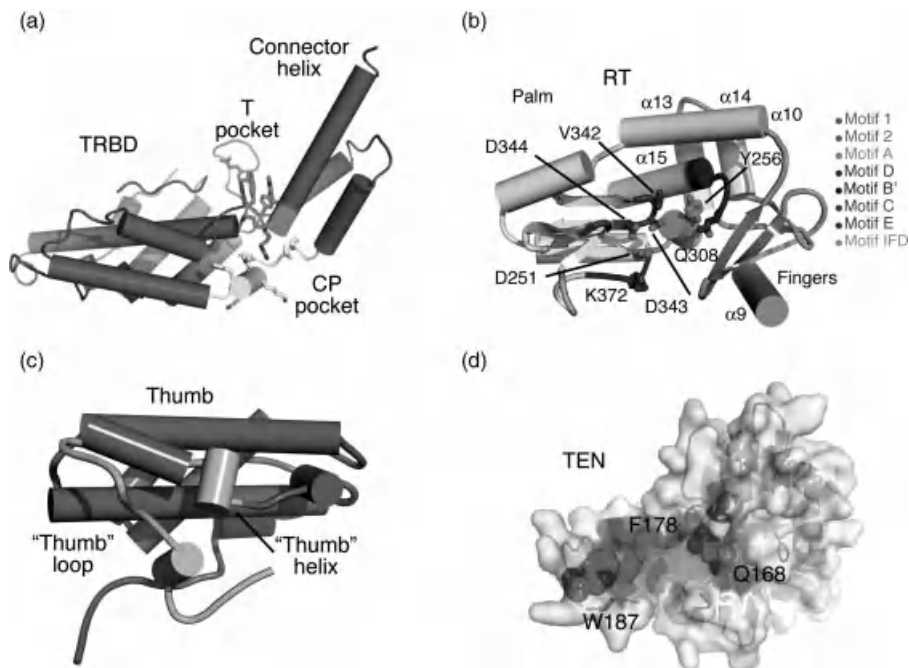 (a)
Connector
helix
T
pocket
TRBD
CP
pocket
(b)
RT
Palm
α13
α14
α10
V342
D344
α15
Y256
Motif 1
Motif 2
Motif A
Motif D
Motif B'
Motif C
Motif E
Motif IFD
Q308
D251
K372
D343
Fingers
α9
(c)
Thumb
"Thumb"
loop
"Thumb"
helix
(d)
TEN
F178
Q168
W187